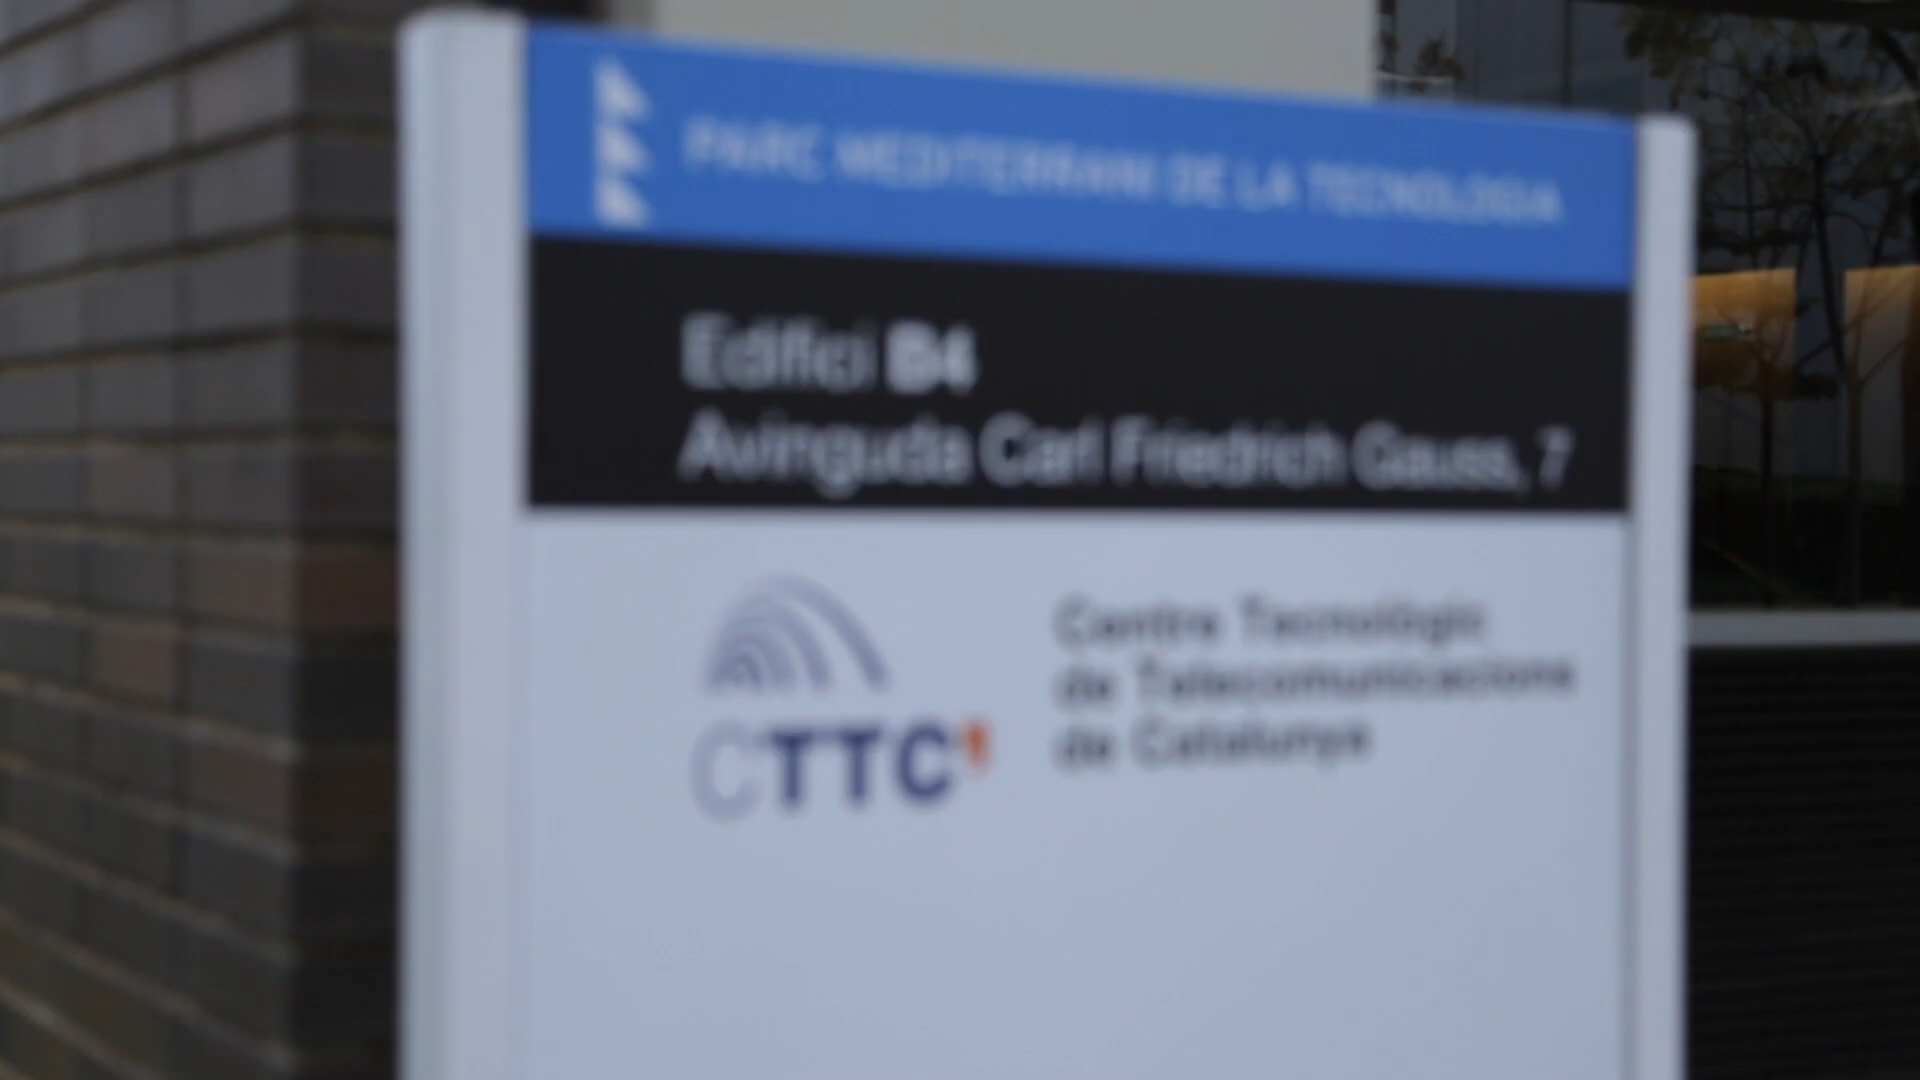 PARC MEDITERRANI DE LA TECNOLOGIA
Edifici B4
Avinguda Carl Friedrich Gauss, 7
CTTC
Centre Tecnològic
de Telecomunicacions
de Catalunya